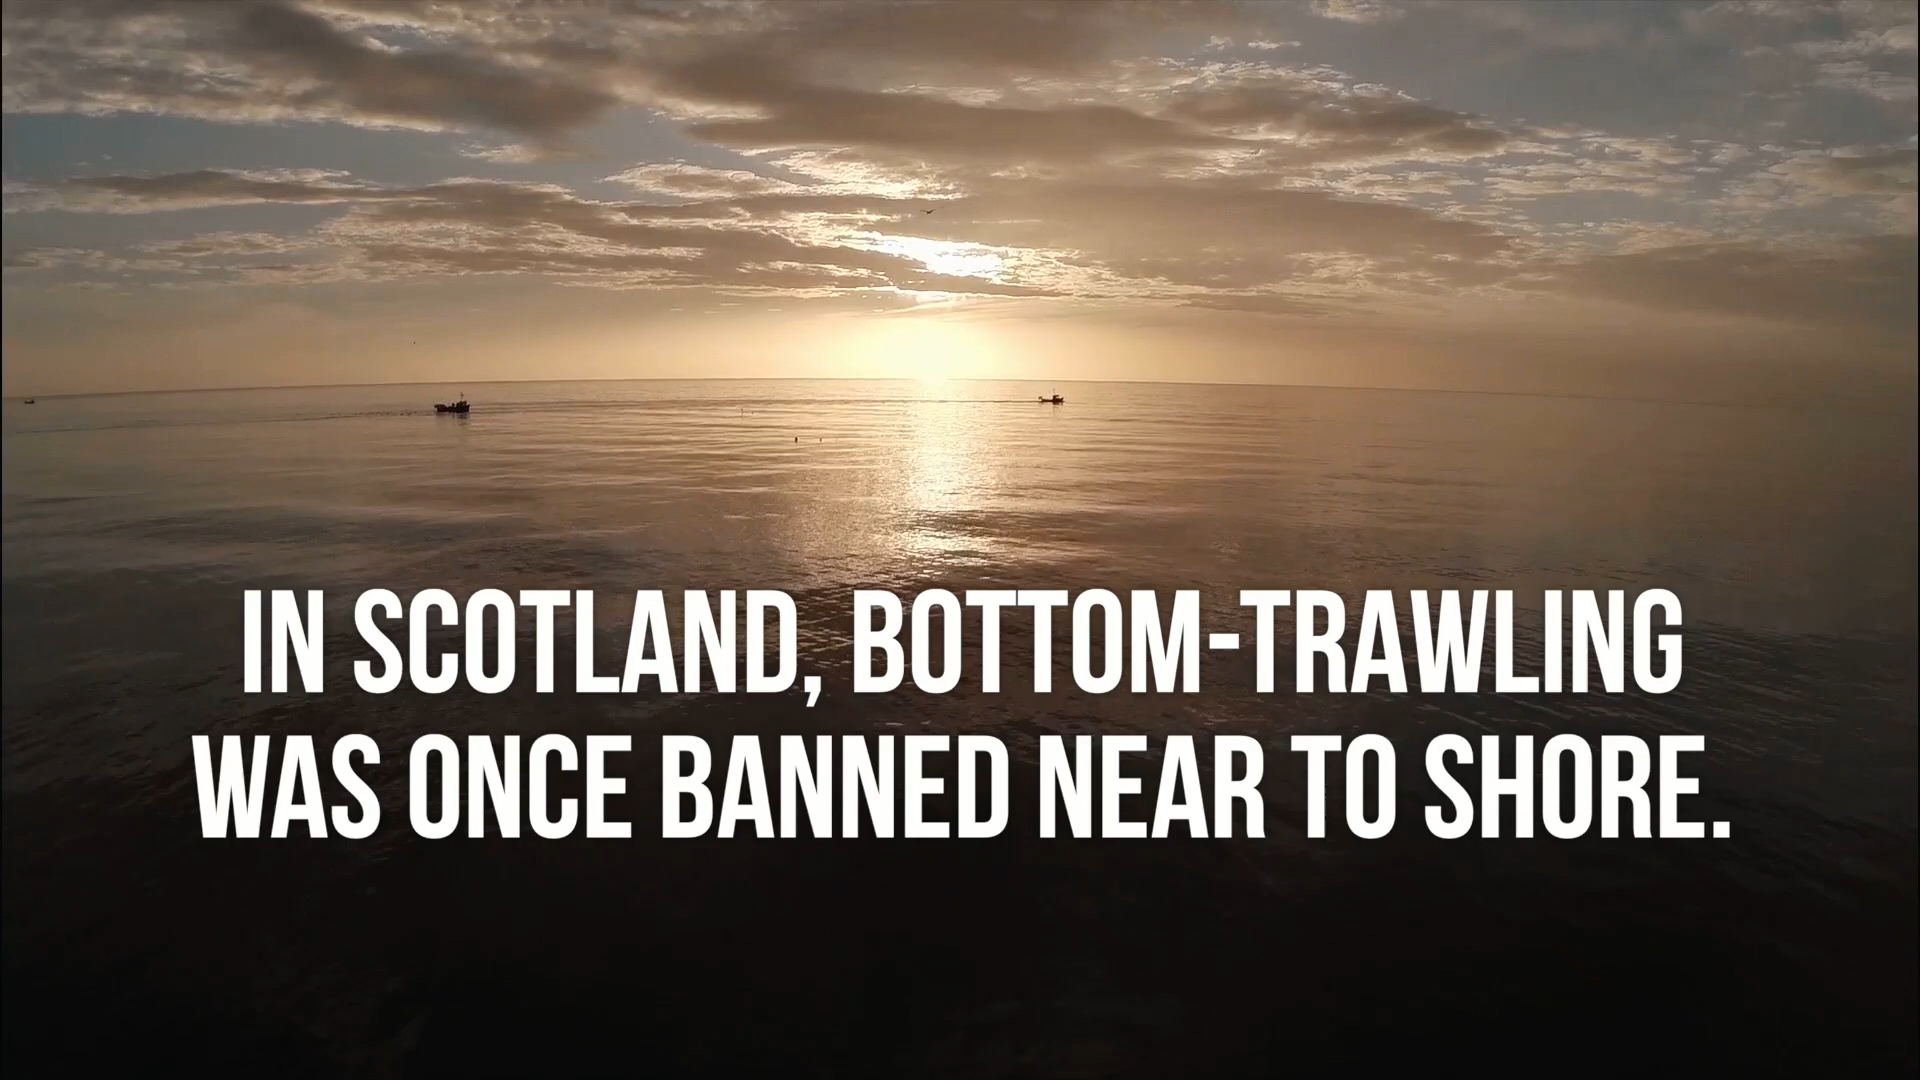 IN SCOTLAND, BOTTOM-TRAWLING
WAS ONCE BANNED NEAR TO SHORE.